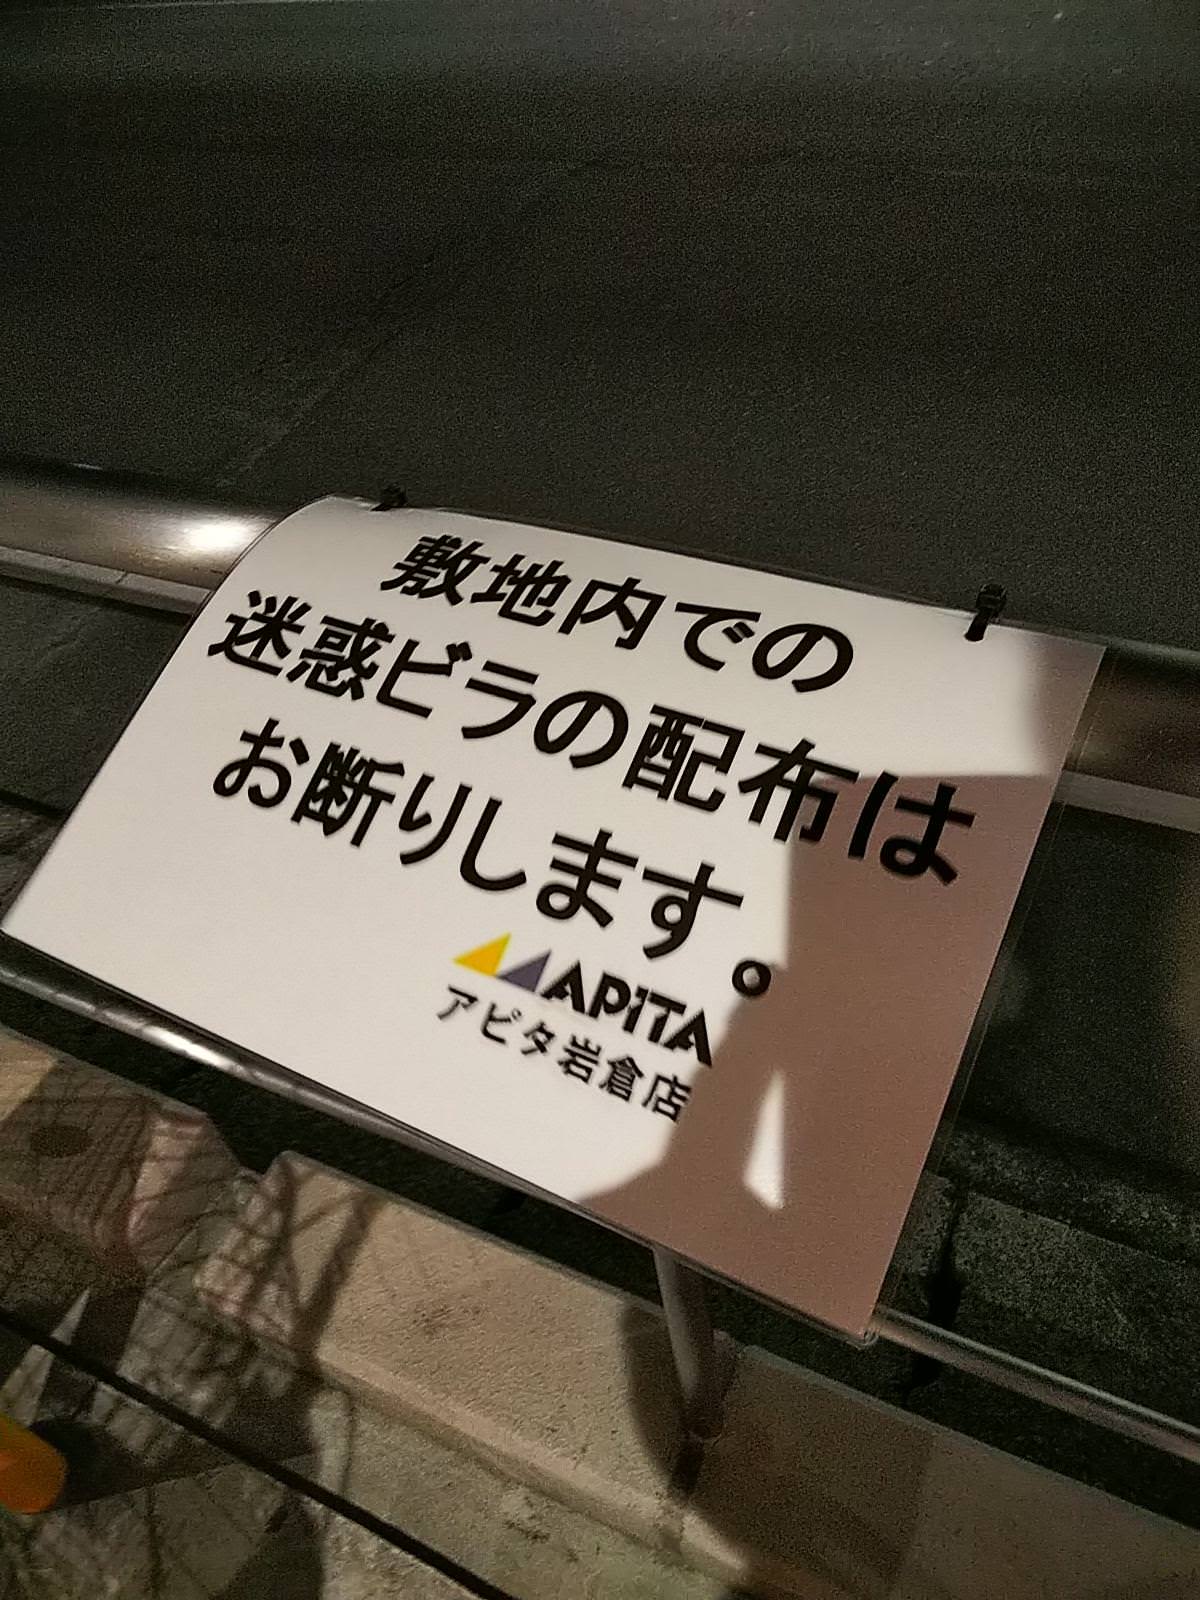 敷地内での
迷惑ビラの配布は
お断りします。
APiTA
アピタ岩倉店